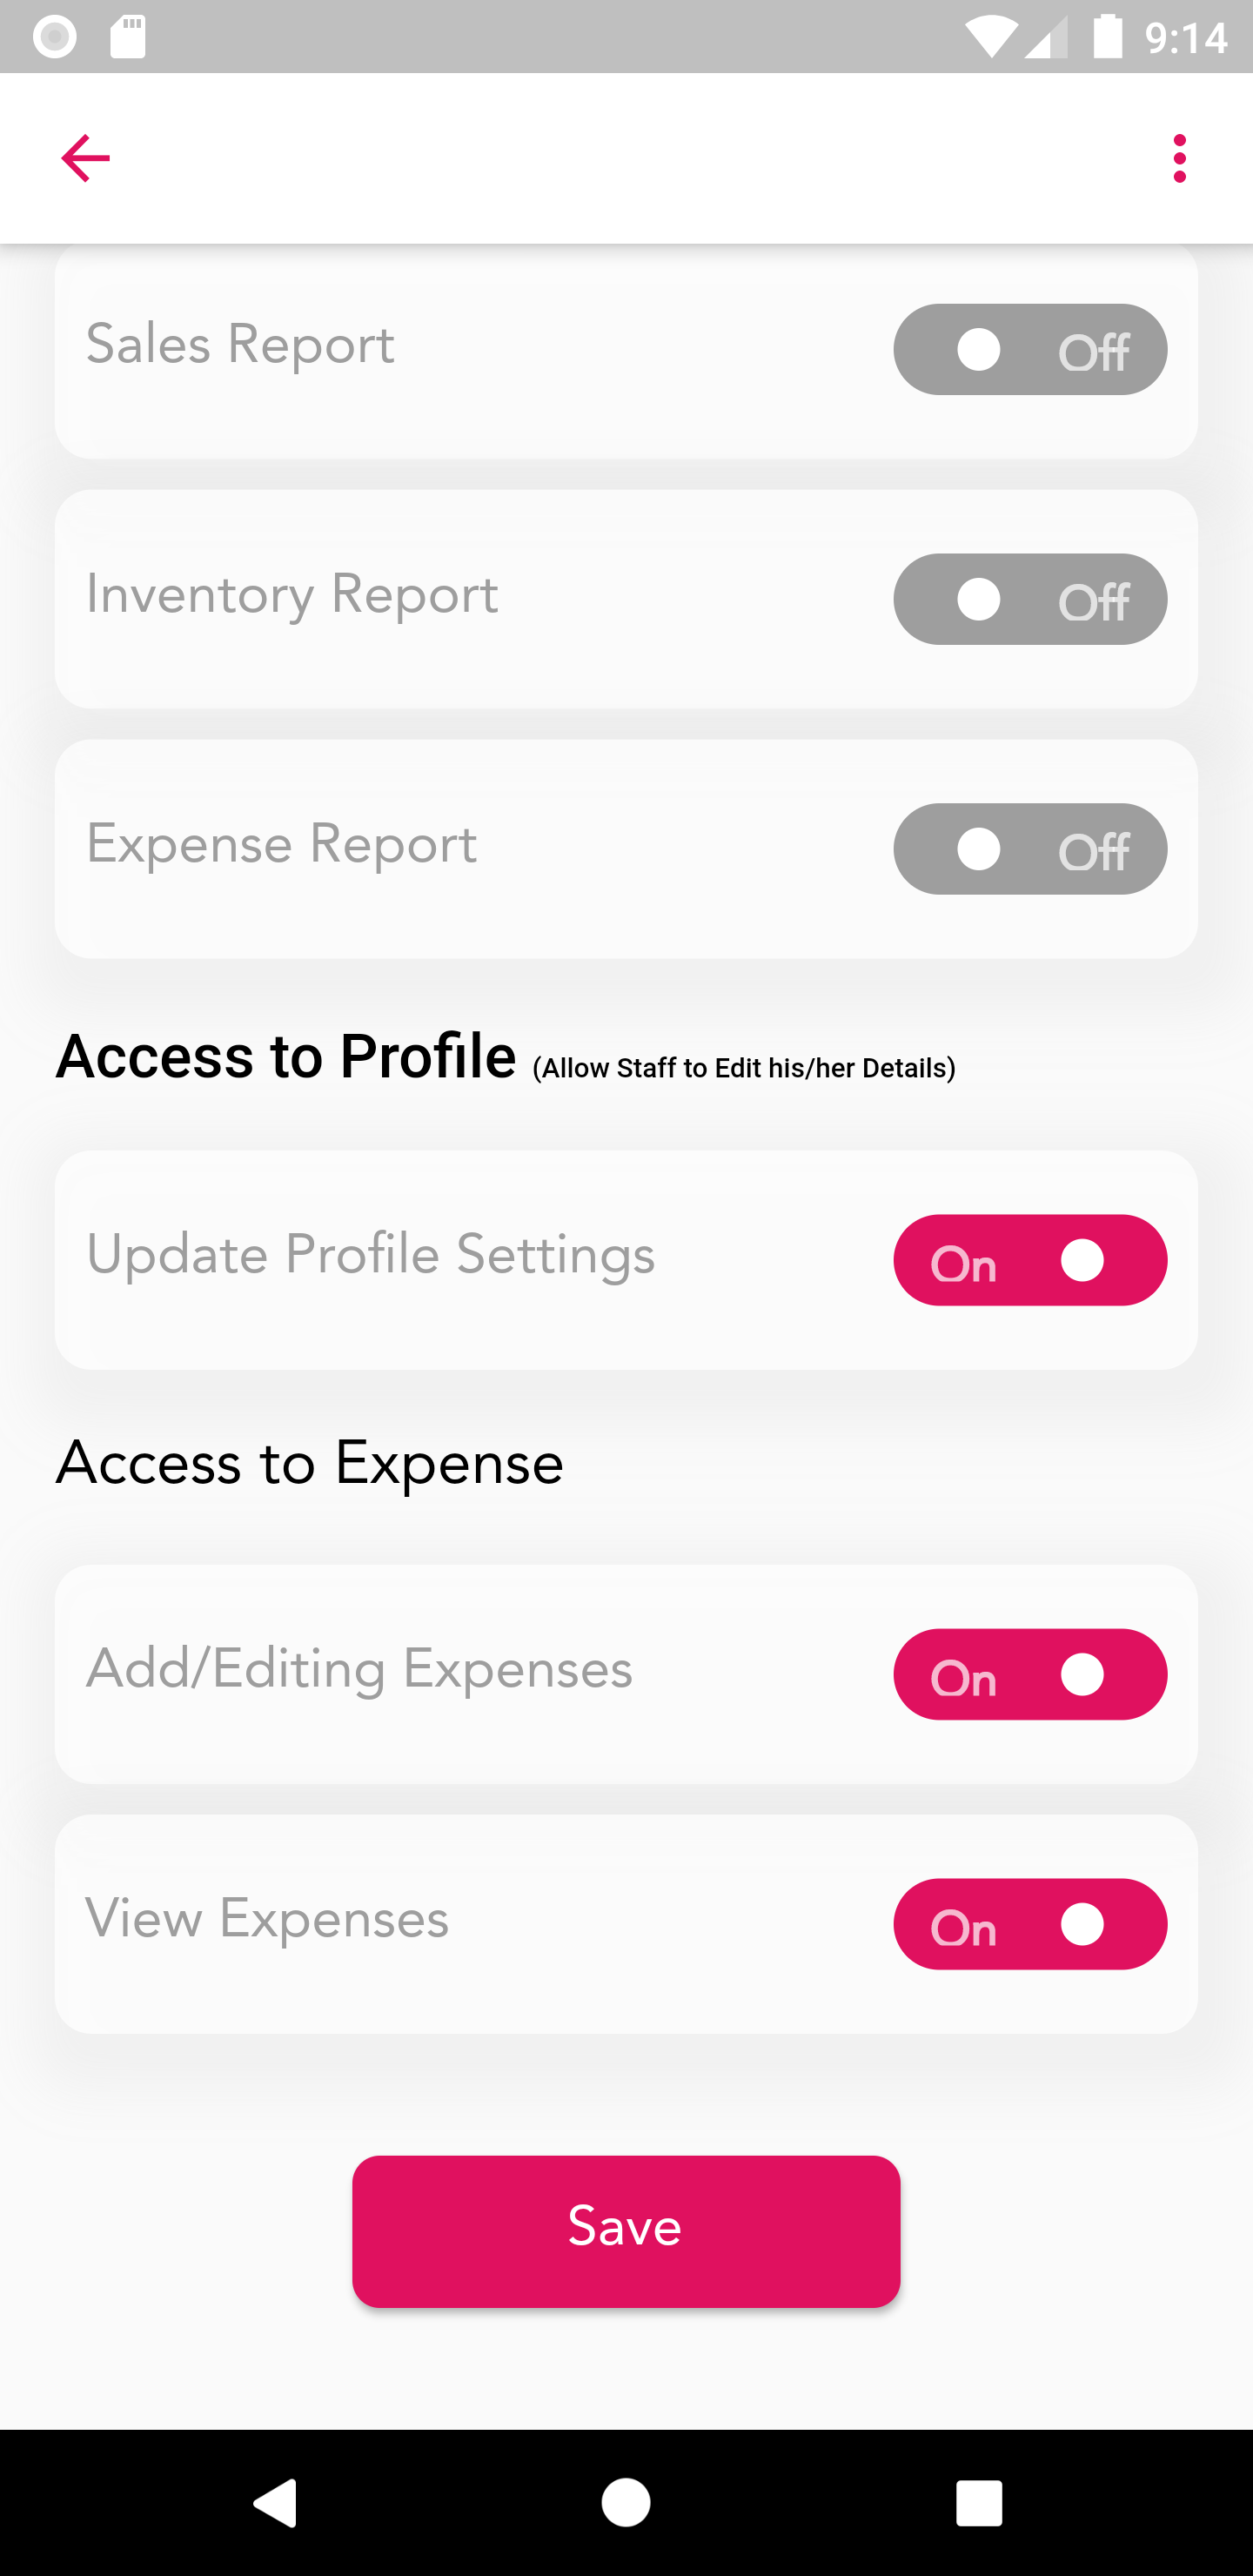 9:14
Sales Report Off
Inventory Report Off
Expense Report Off
Access to Profile (Allow Staff to Edit his/her Details)
Update Profile Settings On
Access to Expense
Add/Editing Expenses On
View Expenses On
Save